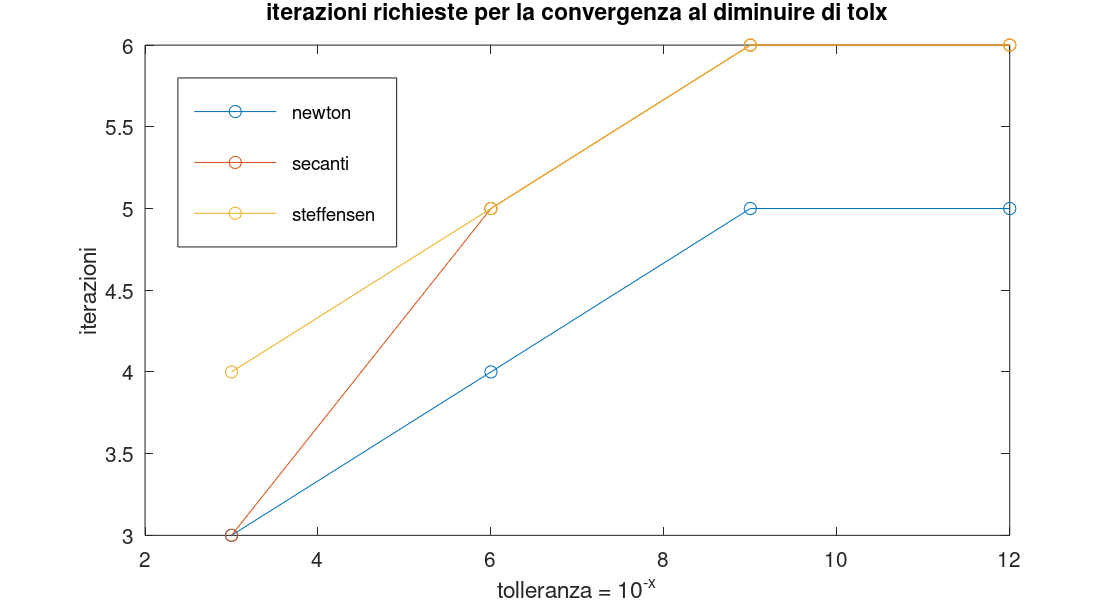 iterazioni richieste per la convergenza al diminuire di tolx
6
5.5
5
4.5
4
3.5
3
iterazioni
newton
secanti
steffensen
2 4 6 8 10 12
tolleranza = 10^-x